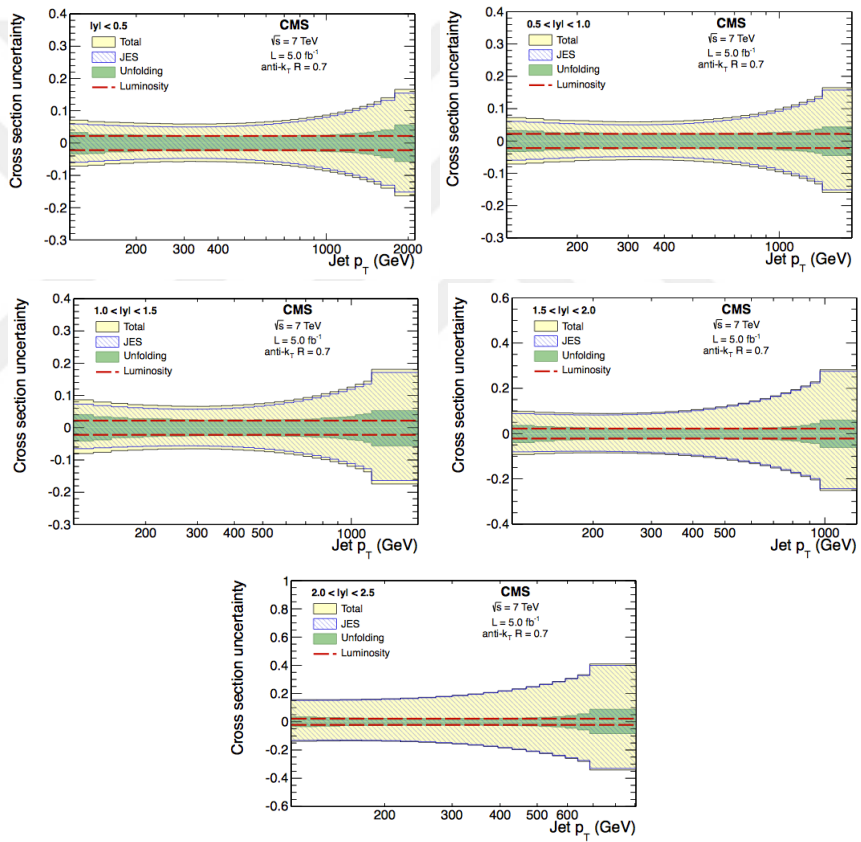 |y| < 0.5 CMS
Total √s = 7 TeV
JES L = 5.0 fb⁻¹
Unfolding anti-k_T R = 0.7
Luminosity
Cross section uncertainty
0.4
0.3
0.2
0.1
0
-0.1
-0.2
-0.3
200 300 400 1000 2000
Jet p_T (GeV)
0.5 < |y| < 1.0 CMS
Total √s = 7 TeV
JES L = 5.0 fb⁻¹
Unfolding anti-k_T R = 0.7
Luminosity
Cross section uncertainty
0.4
0.3
0.2
0.1
0
-0.1
-0.2
-0.3
200 300 400 1000
Jet p_T (GeV)
1.0 < |y| < 1.5 CMS
Total √s = 7 TeV
JES L = 5.0 fb⁻¹
Unfolding anti-k_T R = 0.7
Luminosity
Cross section uncertainty
0.4
0.3
0.2
0.1
0
-0.1
-0.2
-0.3
200 300 400 500 1000
Jet p_T (GeV)
1.5 < |y| < 2.0 CMS
Total √s = 7 TeV
JES L = 5.0 fb⁻¹
Unfolding anti-k_T R = 0.7
Luminosity
Cross section uncertainty
0.6
0.4
0.2
0
-0.2
-0.4
200 300 400 500 1000
Jet p_T (GeV)
2.0 < |y| < 2.5 CMS
Total √s = 7 TeV
JES L = 5.0 fb⁻¹
Unfolding anti-k_T R = 0.7
Luminosity
Cross section uncertainty
1
0.8
0.6
0.4
0.2
0
-0.2
-0.4
-0.6
200 300 400 500 600
Jet p_T (GeV)